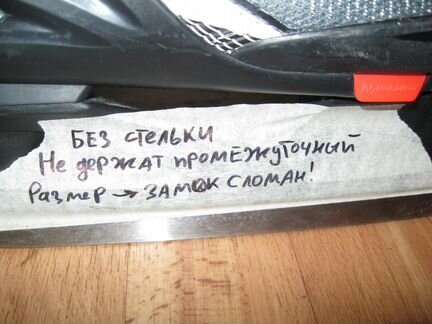 БЕЗ СТЕЛЬКИ
Не держат промЕжуточный
Размер → ЗАМОК СЛОМАН!